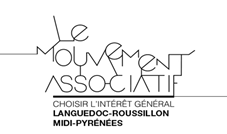 LE
MOUVEMENT
ASSOCIATIF
CHOISIR L'INTÉRÊT GÉNÉRAL
LANGUEDOC-ROUSSILLON
MIDI-PYRÉNÉES